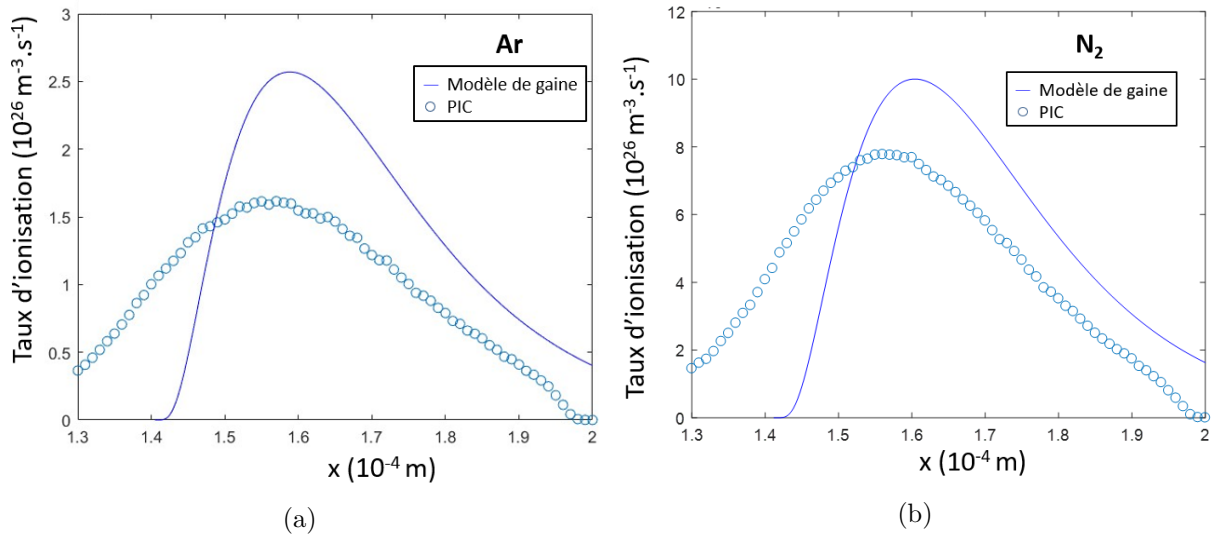 Ar
Modèle de gaine
PIC
Taux d'ionisation (10²⁶ m⁻³.s⁻¹)
3
2.5
2
1.5
1
0.5
0
1.3
1.4
1.5
1.6
1.7
1.8
1.9
2
x (10⁻⁴ m)
(a)
N₂
Modèle de gaine
PIC
Taux d'ionisation (10²⁶ m⁻³.s⁻¹)
12
10
8
6
4
2
0
1.3
1.4
1.5
1.6
1.7
1.8
1.9
2
x (10⁻⁴ m)
(b)